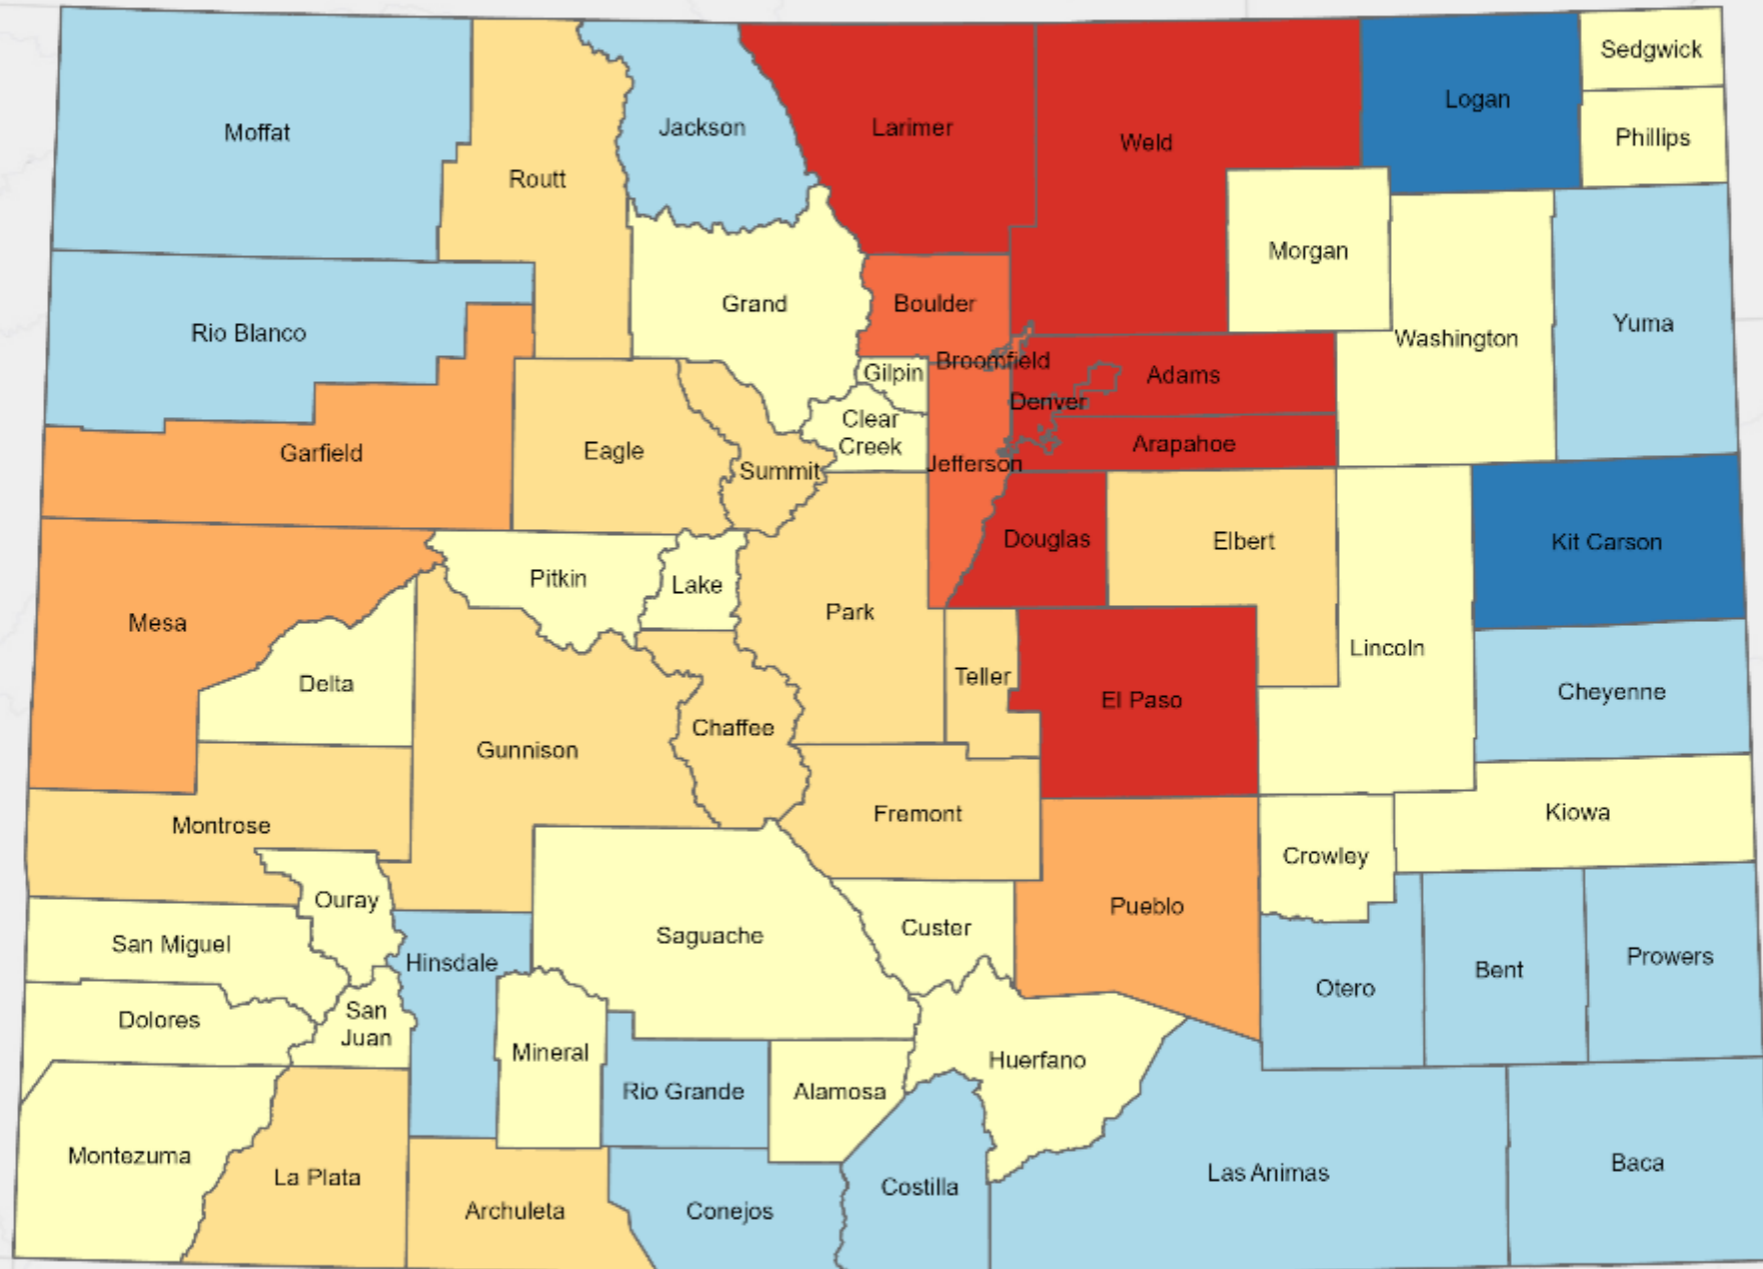 Sedgwick
Logan
Moffat
Jackson
Larimer
Weld
Phillips
Routt
Morgan
Grand
Boulder
Yuma
Rio Blanco
Washington
Broomfield
Gilpin
Adams
Denver
Clear
Creek
Garfield
Eagle
Arapahoe
Summit
Jefferson
Douglas
Elbert
Kit Carson
Pitkin
Lake
Park
Mesa
Lincoln
Teller
Delta
Cheyenne
El Paso
Chaffee
Gunnison
Fremont
Kiowa
Montrose
Crowley
Ouray
Pueblo
Custer
Saguache
San Miguel
Prowers
Hinsdale
Bent
Otero
San
Juan
Dolores
Mineral
Huerfano
Rio Grande
Alamosa
Montezuma
Baca
Las Animas
La Plata
Costilla
Archuleta
Conejos